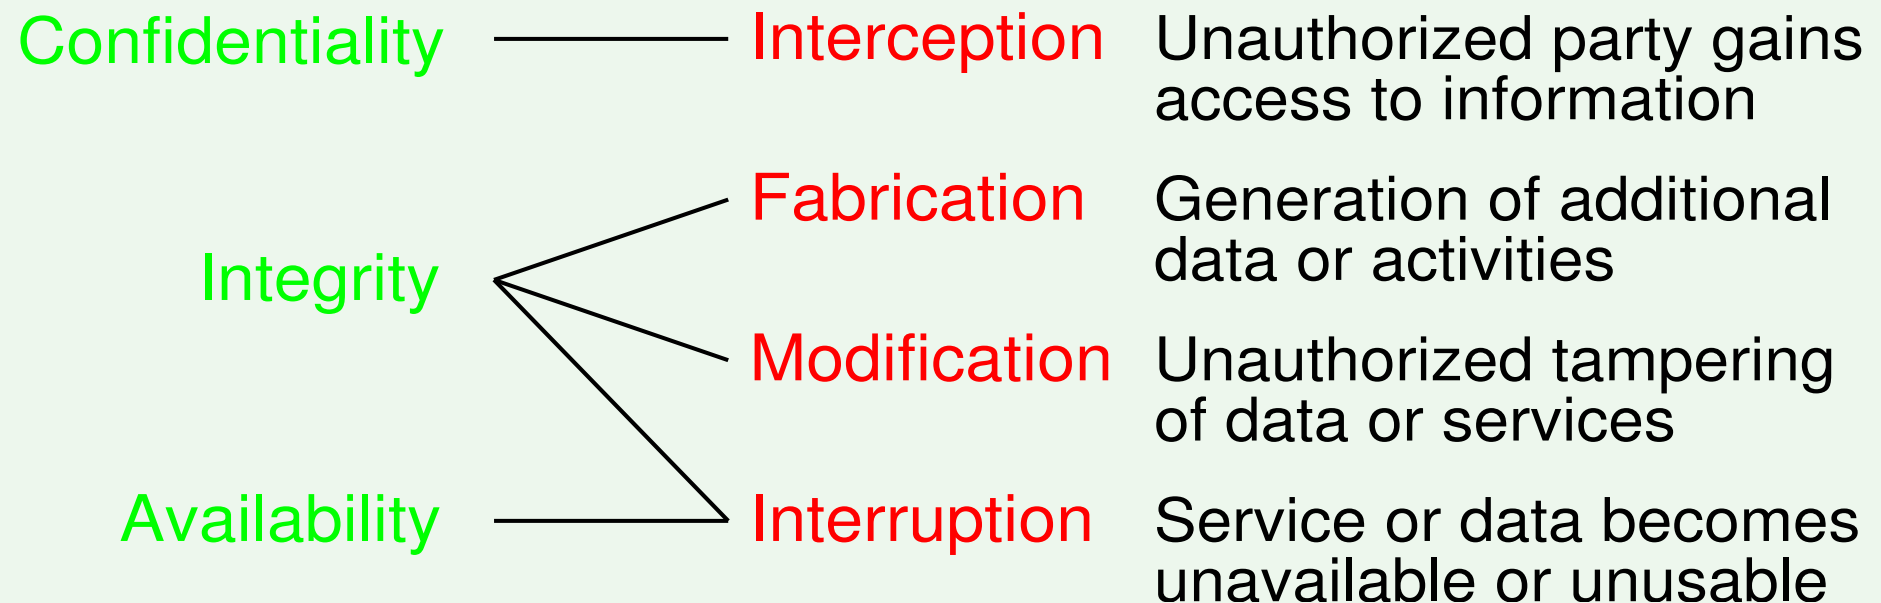 Confidentiality Interception Unauthorized party gains
access to information
Fabrication Generation of additional
data or activities
Integrity
Modification Unauthorized tampering
of data or services
Availability Interruption Service or data becomes
unavailable or unusable